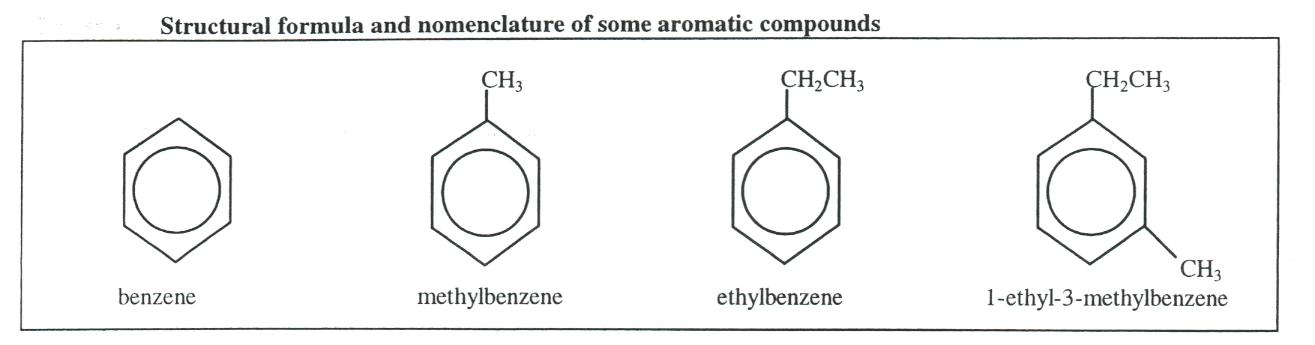 Structural formula and nomenclature of some aromatic compounds
CH₃ CH₂CH₃ CH₂CH₃
CH₃
benzene methylbenzene ethylbenzene 1-ethyl-3-methylbenzene